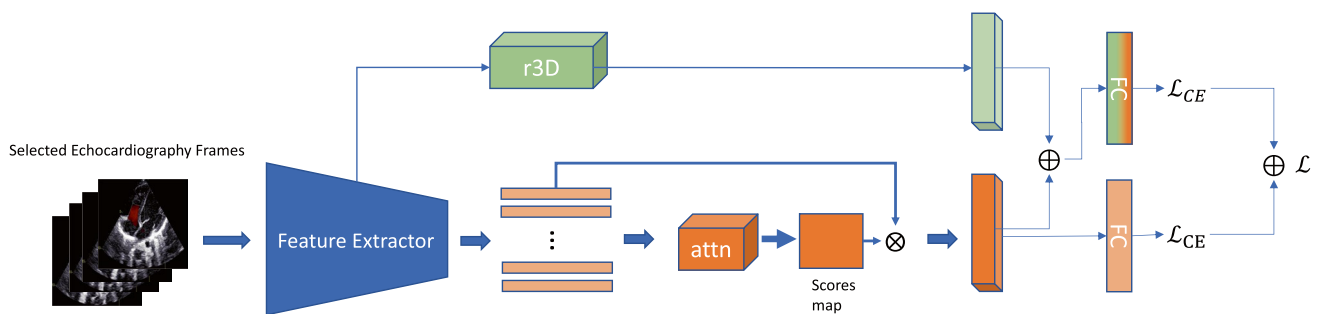 r3D
FC
ℒ_CE
Selected Echocardiography Frames
⊕
⊕ ℒ
Feature Extractor
⋮
attn
⊗
FC
ℒ_CE
Scores
map